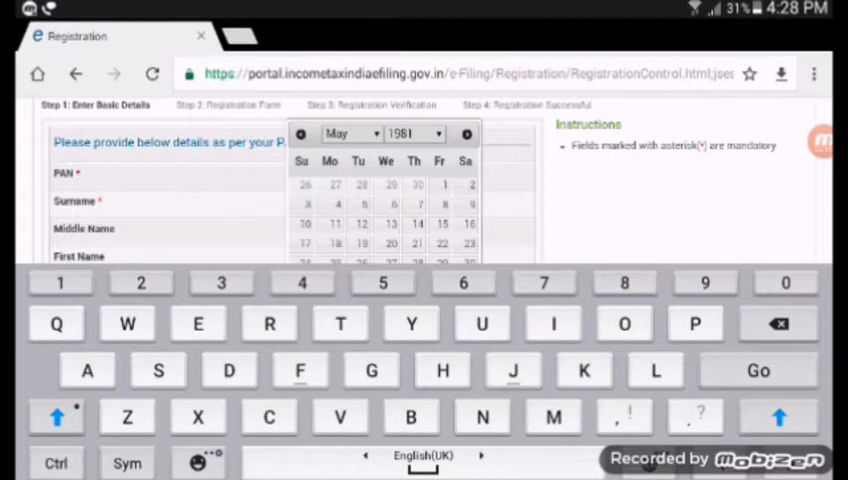 31% 4:28 PM
e Registration ×
https://portal.incometaxindiaefiling.gov.in/e-Filing/Registration/RegistrationControl.html;jses
Step 1: Enter Basic Details Step 2: Registration Form Step 3: Registration Verification Step 4: Registration Successful
Please provide below details as per your P
May 1981
Instructions
Fields marked with asterisk(*) are mandatory
Su Mo Tu We Th Fr Sa
PAN *
26 27 28 29 30 1 2
Surname *
3 4 5 6 7 8 9
Middle Name
10 11 12 13 14 15 16
17 18 19 20 21 22 23
First Name
1 2 3 4 5 6 7 8 9 0
Q W E R T Y U I O P
A S D F G H J K L Go
Z X C V B N M , ! . ?
Ctrl Sym English(UK)
Recorded by mobizen